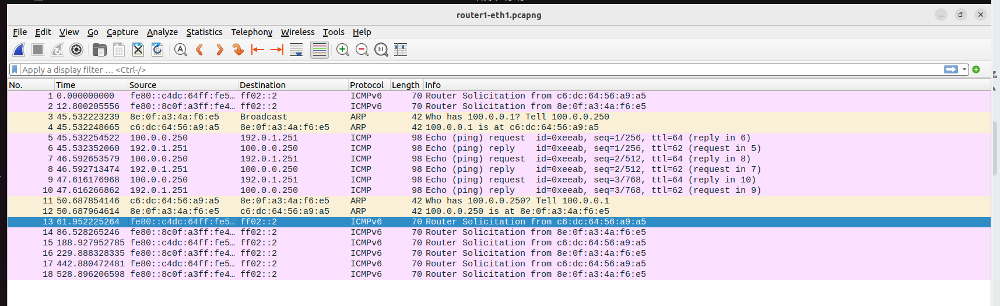 router1-eth1.pcapng
File Edit View Go Capture Analyze Statistics Telephony Wireless Tools Help
Apply a display filter … <Ctrl-/>
No. Time Source Destination Protocol Length Info
1 0.000000000 fe80::c4dc:64ff:fe5… ff02::2 ICMPv6 70 Router Solicitation from c6:dc:64:56:a9:a5
2 12.800205556 fe80::8c0f:a3ff:fe4… ff02::2 ICMPv6 70 Router Solicitation from 8e:0f:a3:4a:f6:e5
3 45.532223239 8e:0f:a3:4a:f6:e5 Broadcast ARP 42 Who has 100.0.0.1? Tell 100.0.0.250
4 45.532248665 c6:dc:64:56:a9:a5 8e:0f:a3:4a:f6:e5 ARP 42 100.0.0.1 is at c6:dc:64:56:a9:a5
5 45.532254522 100.0.0.250 192.0.1.251 ICMP 98 Echo (ping) request id=0xeeab, seq=1/256, ttl=64 (reply in 6)
6 45.532352060 192.0.1.251 100.0.0.250 ICMP 98 Echo (ping) reply id=0xeeab, seq=1/256, ttl=62 (request in 5)
7 46.592653579 100.0.0.250 192.0.1.251 ICMP 98 Echo (ping) request id=0xeeab, seq=2/512, ttl=64 (reply in 8)
8 46.592713474 192.0.1.251 100.0.0.250 ICMP 98 Echo (ping) reply id=0xeeab, seq=2/512, ttl=62 (request in 7)
9 47.616176968 100.0.0.250 192.0.1.251 ICMP 98 Echo (ping) request id=0xeeab, seq=3/768, ttl=64 (reply in 10)
10 47.616266862 192.0.1.251 100.0.0.250 ICMP 98 Echo (ping) reply id=0xeeab, seq=3/768, ttl=62 (request in 9)
11 50.687854146 c6:dc:64:56:a9:a5 8e:0f:a3:4a:f6:e5 ARP 42 Who has 100.0.0.250? Tell 100.0.0.1
12 50.687964614 8e:0f:a3:4a:f6:e5 c6:dc:64:56:a9:a5 ARP 42 100.0.0.250 is at 8e:0f:a3:4a:f6:e5
13 61.952225264 fe80::c4dc:64ff:fe5… ff02::2 ICMPv6 70 Router Solicitation from c6:dc:64:56:a9:a5
14 86.528265246 fe80::8c0f:a3ff:fe4… ff02::2 ICMPv6 70 Router Solicitation from 8e:0f:a3:4a:f6:e5
15 188.927952785 fe80::c4dc:64ff:fe5… ff02::2 ICMPv6 70 Router Solicitation from c6:dc:64:56:a9:a5
16 229.888328335 fe80::8c0f:a3ff:fe4… ff02::2 ICMPv6 70 Router Solicitation from 8e:0f:a3:4a:f6:e5
17 442.880472481 fe80::c4dc:64ff:fe5… ff02::2 ICMPv6 70 Router Solicitation from c6:dc:64:56:a9:a5
18 528.896206598 fe80::8c0f:a3ff:fe4… ff02::2 ICMPv6 70 Router Solicitation from 8e:0f:a3:4a:f6:e5